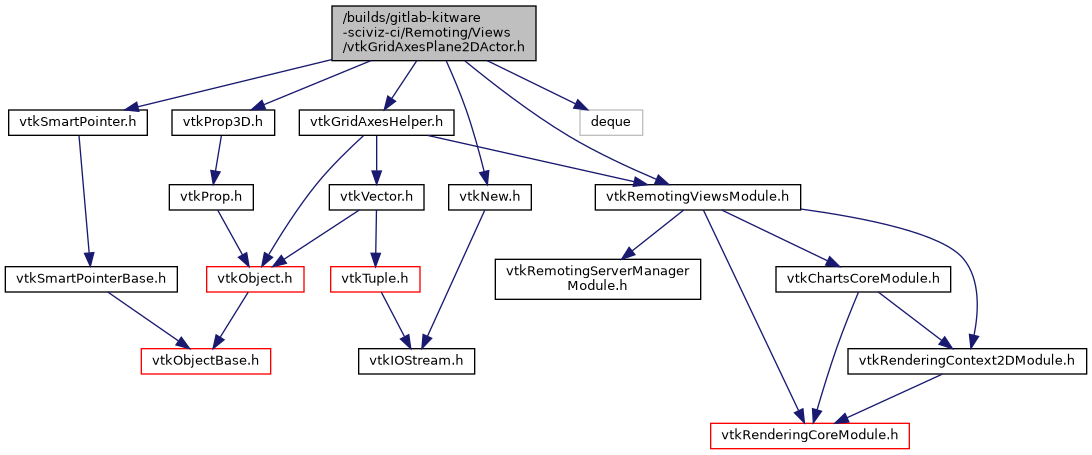 /builds/gitlab-kitware
-sciviz-ci/Remoting/Views
/vtkGridAxesPlane2DActor.h
vtkSmartPointer.h
vtkProp3D.h
vtkGridAxesHelper.h
deque
vtkProp.h
vtkVector.h
vtkNew.h
vtkRemotingViewsModule.h
vtkSmartPointerBase.h
vtkObject.h
vtkTuple.h
vtkRemotingServerManager
Module.h
vtkChartsCoreModule.h
vtkObjectBase.h
vtkIOStream.h
vtkRenderingContext2DModule.h
vtkRenderingCoreModule.h